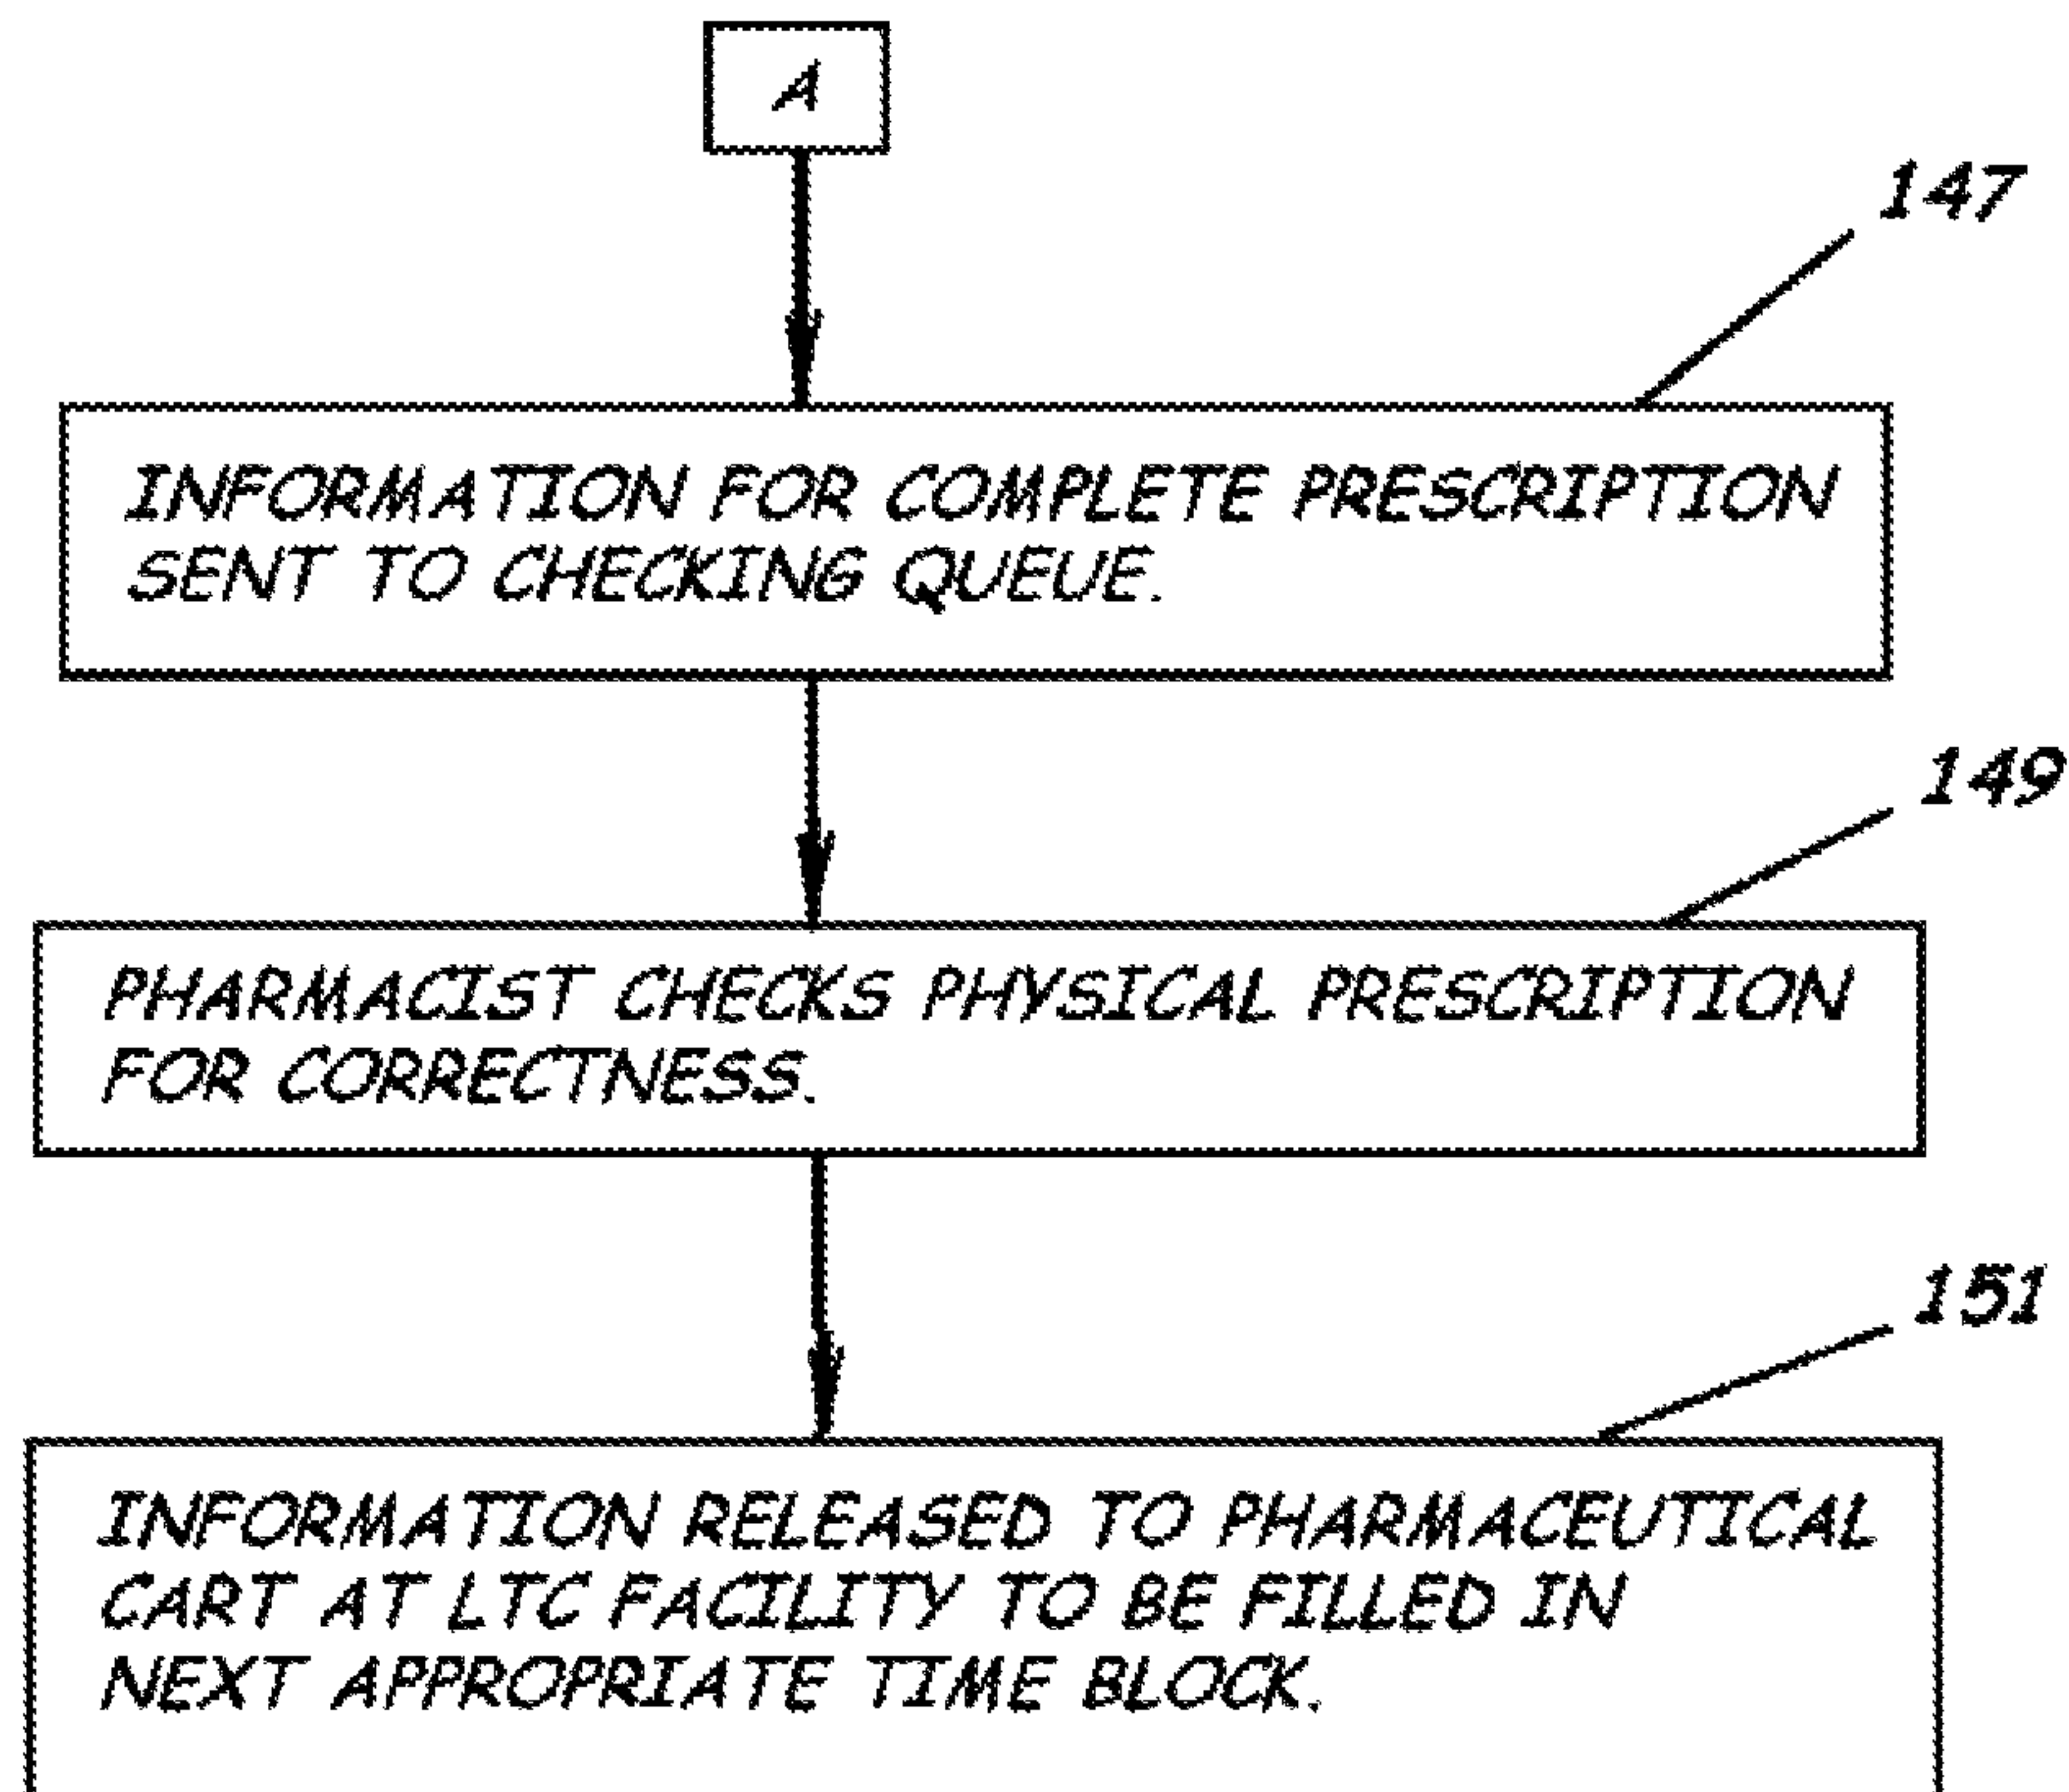 A
147
INFORMATION FOR COMPLETE PRESCRIPTION
SENT TO CHECKING QUEUE.
149
PHARMACIST CHECKS PHYSICAL PRESCRIPTION
FOR CORRECTNESS.
151
INFORMATION RELEASED TO PHARMACEUTICAL
CART AT LTC FACILITY TO BE FILLED IN
NEXT APPROPRIATE TIME BLOCK.